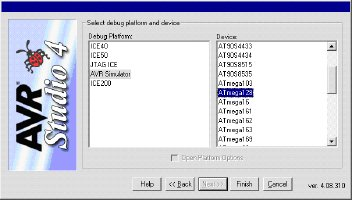 AVR Studio 4
Select debug platform and device
Debug Platform:
ICE40
ICE50
JTAG ICE
AVR Simulator
ICE200
Device:
AT90S4433
AT90S4434
AT90S8515
AT90S8535
ATmega103
ATmega128
ATmega16
ATmega161
ATmega162
ATmega163
ATmega169
Open Platform Options
Help
<< Back
Next >>
Finish
Cancel
ver. 4.08.310